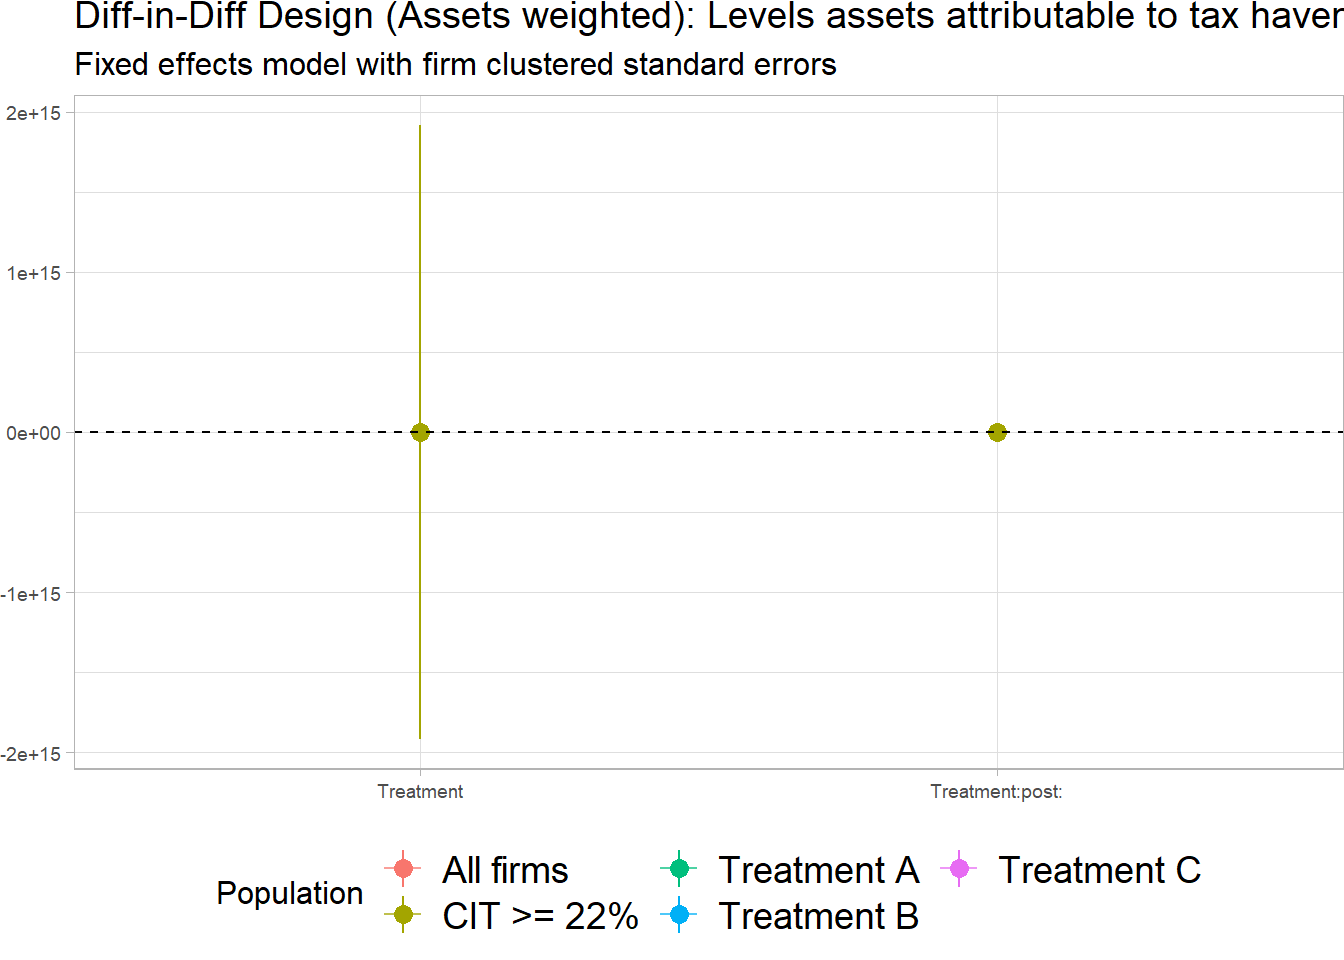 Diff-in-Diff Design (Assets weighted): Levels assets attributable to tax haven
Fixed effects model with firm clustered standard errors
2e+15
1e+15
0e+00
-1e+15
-2e+15
Treatment
Treatment:post:
Population
All firms
CIT >= 22%
Treatment A
Treatment B
Treatment C